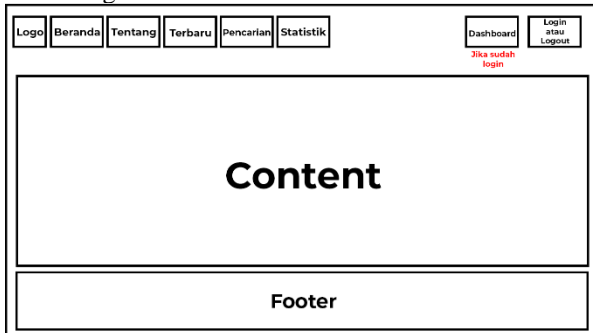 Logo Beranda Tentang Terbaru Pencarian Statistik Dashboard
Login
atau
Logout
Jika sudah
login
Content
Footer